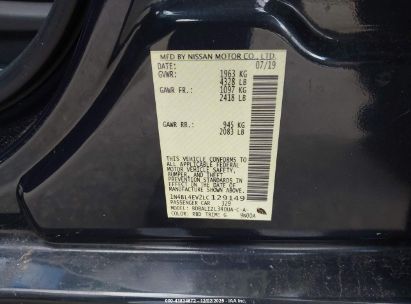 MFD BY NISSAN MOTOR CO., LTD.
DATE: 07/19
GVWR: 1963 KG
4328 LB
GAWR FR.: 1097 KG
2418 LB
GAWR RR.: 945 KG
2083 LB
THIS VEHICLE CONFORMS TO
ALL APPLICABLE FEDERAL
MOTOR VEHICLE SAFETY,
BUMPER, AND THEFT
PREVENTION STANDARDS IN
EFFECT ON THE DATE OF
MANUFACTURE SHOWN ABOVE.
1N4BL4EV2LC129149
PASSENGER CAR 129
COLOR: RBD TRIM: G